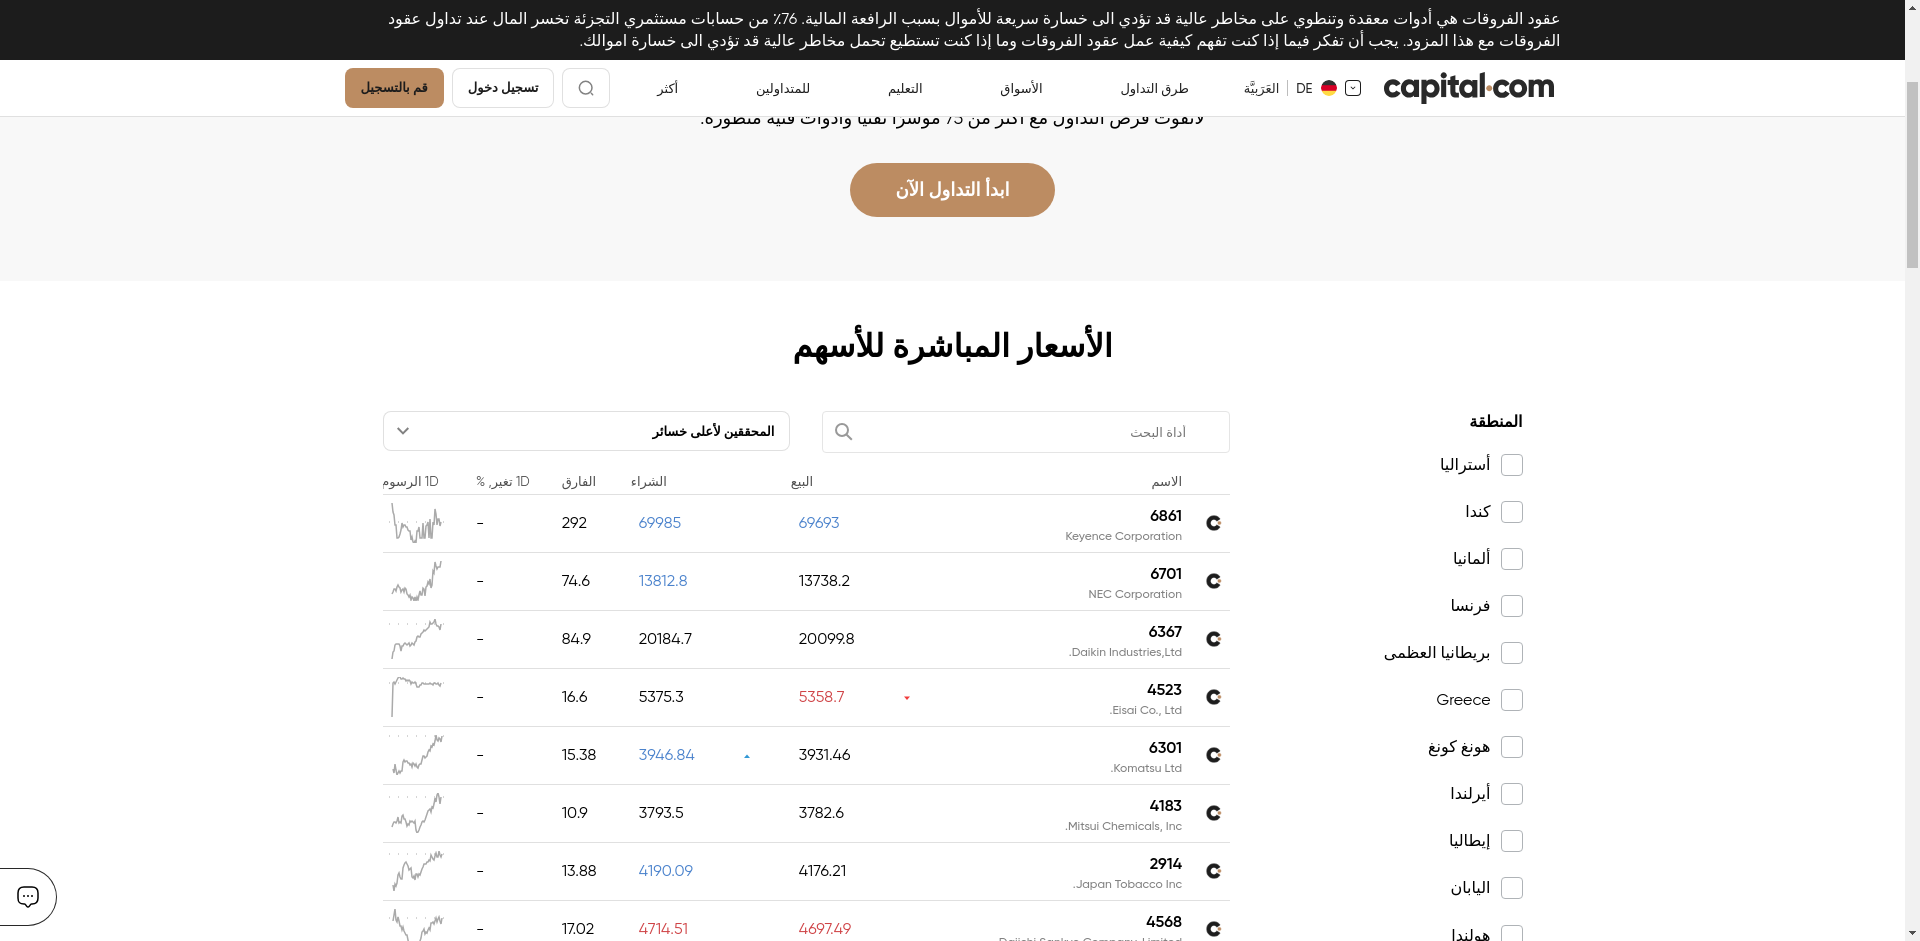 عقود الفروقات هي أدوات معقدة وتنطوي على مخاطر عالية قد تؤدي الى خسارة سريعة للأموال بسبب الرافعة المالية. 76٪ من حسابات مستثمري التجزئة تخسر المال عند تداول عقود
الفروقات مع هذا المزود. يجب أن تفكر فيما إذا كنت تفهم كيفية عمل عقود الفروقات وما إذا كنت تستطيع تحمل مخاطر عالية قد تؤدي الى خسارة اموالك.
capital.com
DE العَرَبيَّة
طرق التداول
الأسواق
التعليم
للمتداولين
أكثر
تسجيل دخول
قم بالتسجيل
لاتفوت فرص التداول مع أكثر من 75 مؤشراً تقنياً وأدوات فنية متطورة.
ابدأ التداول الآن
الأسعار المباشرة للأسهم
المنطقة
أستراليا
كندا
ألمانيا
فرنسا
بريطانيا العظمى
Greece
هونغ كونغ
أيرلندا
إيطاليا
اليابان
هولندا
أداة البحث
المحققين لأعلى خسائر
الاسم البيع الشراء الفارق 1D تغير, % 1D الرسوم
6861 69693 69985 292 -
Keyence Corporation
6701 13738.2 13812.8 74.6 -
NEC Corporation
6367 20099.8 20184.7 84.9 -
Daikin Industries,Ltd.
4523 5358.7 5375.3 16.6 -
Eisai Co., Ltd.
6301 3931.46 3946.84 15.38 -
Komatsu Ltd.
4183 3782.6 3793.5 10.9 -
Mitsui Chemicals, Inc.
2914 4176.21 4190.09 13.88 -
Japan Tobacco Inc.
4568 4697.49 4714.51 17.02 -
Daiichi Sankyo Company, Limited